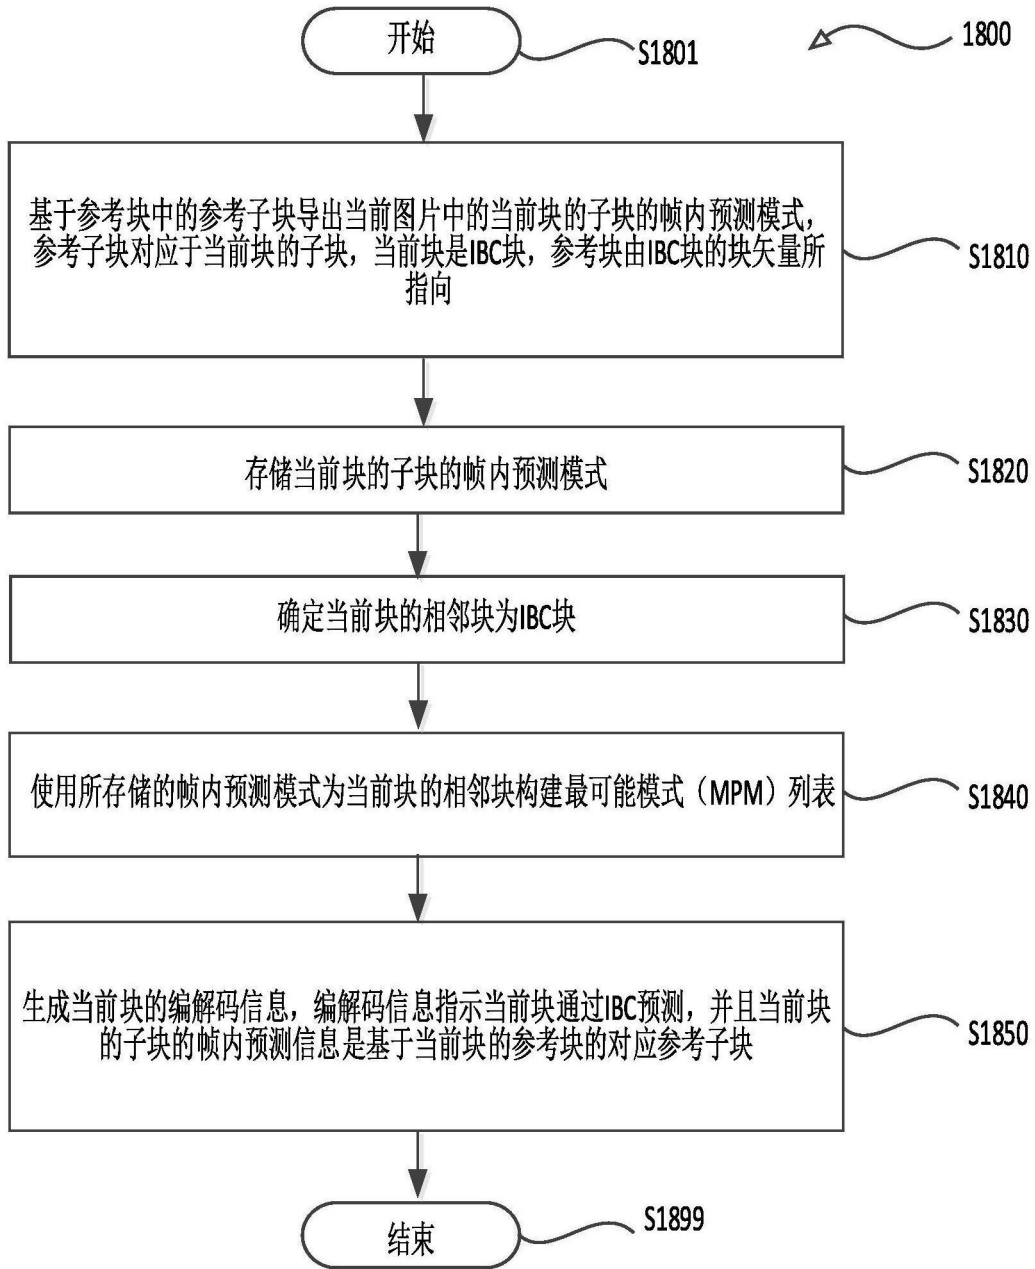 开始
S1801
1800
基于参考块中的参考子块导出当前图片中的当前块的子块的帧内预测模式，
参考子块对应于当前块的子块，当前块是IBC块，参考块由IBC块的块矢量所
指向
S1810
存储当前块的子块的帧内预测模式
S1820
确定当前块的相邻块为IBC块
S1830
使用所存储的帧内预测模式为当前块的相邻块构建最可能模式（MPM）列表
S1840
生成当前块的编解码信息，编解码信息指示当前块通过IBC预测，并且当前块
的子块的帧内预测信息是基于当前块的参考块的对应参考子块
S1850
结束
S1899